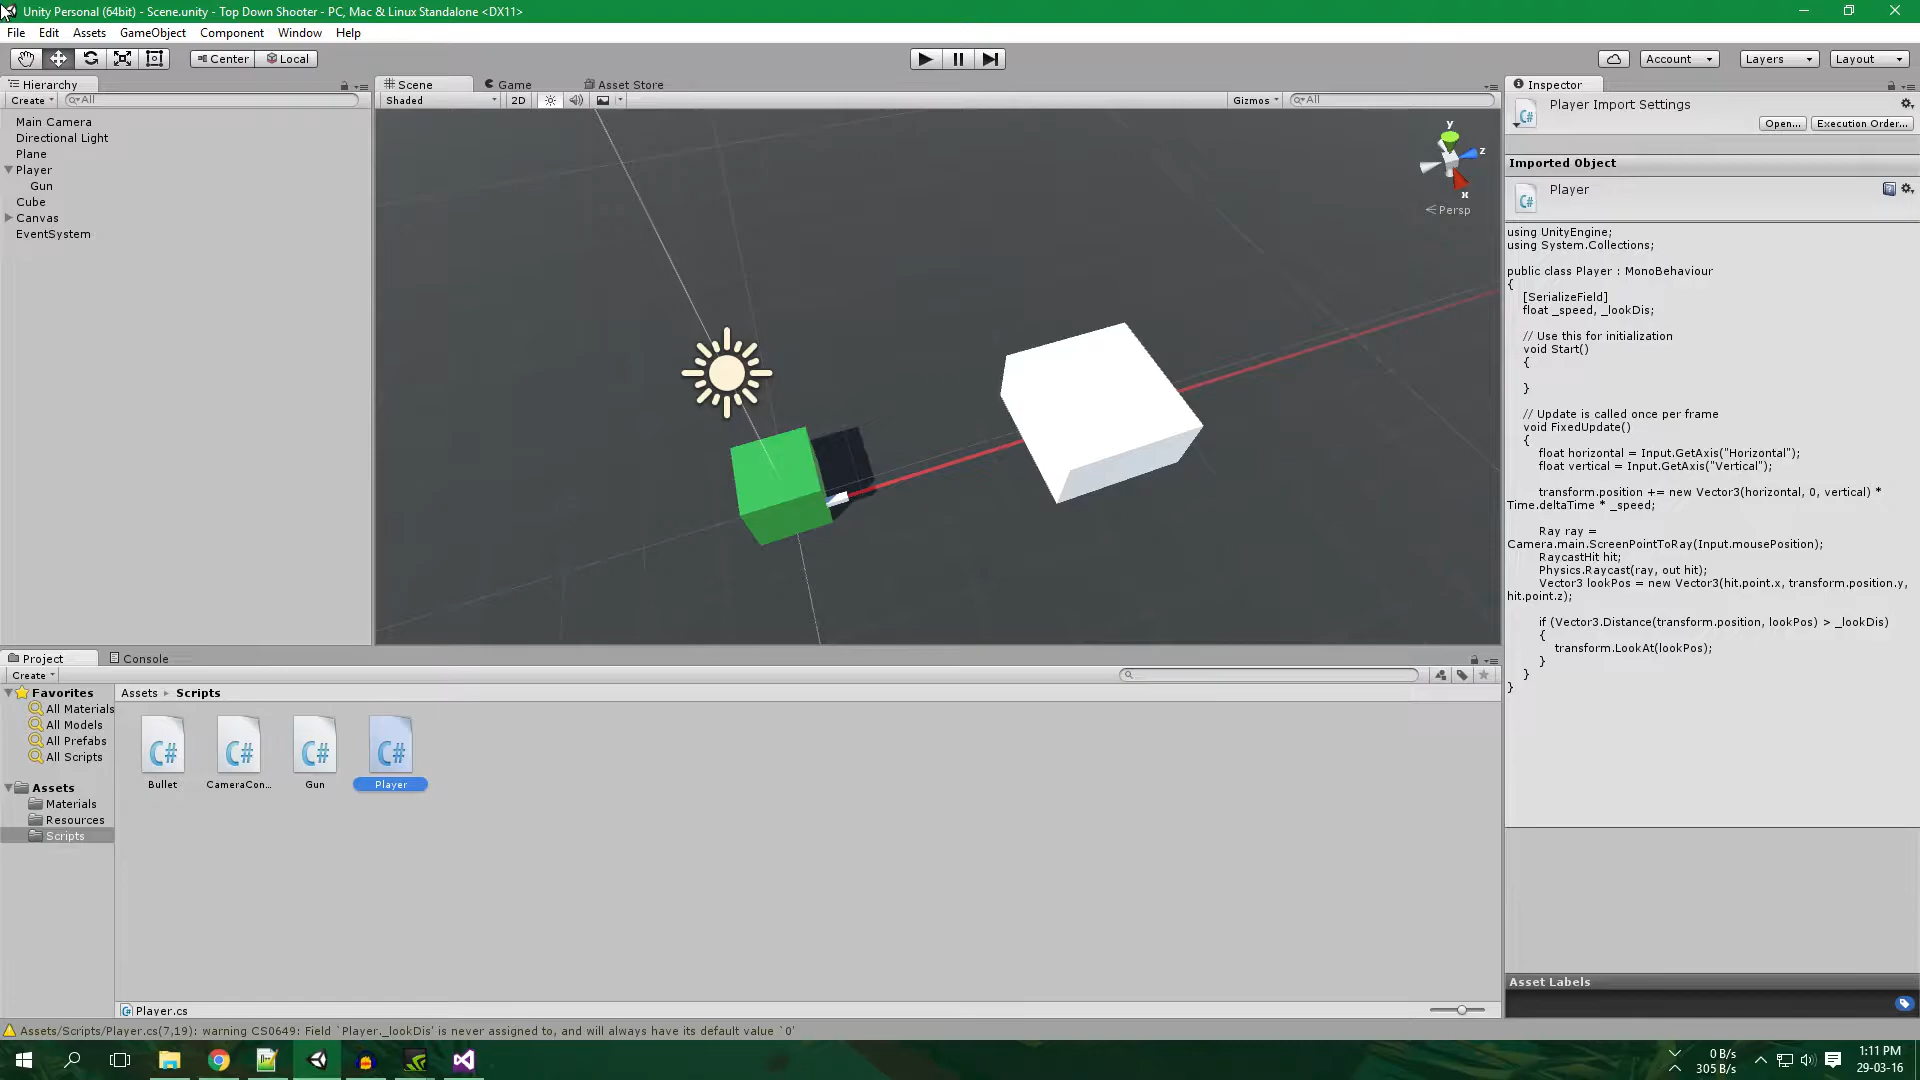 Unity Personal (64bit) - Scene.unity - Top Down Shooter - PC, Mac & Linux Standalone <DX11>
File Edit Assets GameObject Component Window Help
Center Local
Account Layers Layout
Hierarchy
Create All
Main Camera
Directional Light
Plane
Player
Gun
Cube
Canvas
EventSystem
Scene Game Asset Store
Shaded 2D Gizmos All
y
z
x
Persp
Inspector
Player Import Settings
C#
Open... Execution Order...
Imported Object
Player
C#
using UnityEngine;
using System.Collections;
public class Player : MonoBehaviour
{
[SerializeField]
float _speed, _lookDis;
// Use this for initialization
void Start()
{
}
// Update is called once per frame
void FixedUpdate()
{
float horizontal = Input.GetAxis("Horizontal");
float vertical = Input.GetAxis("Vertical");
transform.position += new Vector3(horizontal, 0, vertical) *
Time.deltaTime * _speed;
Ray ray =
Camera.main.ScreenPointToRay(Input.mousePosition);
RaycastHit hit;
Physics.Raycast(ray, out hit);
Vector3 lookPos = new Vector3(hit.point.x, transform.position.y,
hit.point.z);
if (Vector3.Distance(transform.position, lookPos) > _lookDis)
{
transform.LookAt(lookPos);
}
}
}
Asset Labels
Project Console
Create
Favorites
All Materials
All Models
All Prefabs
All Scripts
Assets
Materials
Resources
Scripts
Assets Scripts
C# C# C# C#
Bullet CameraCon... Gun Player
Player.cs
Assets/Scripts/Player.cs(7,19): warning CS0649: Field `Player._lookDis' is never assigned to, and will always have its default value `0'
0 B/s
305 B/s
1:11 PM
29-03-16